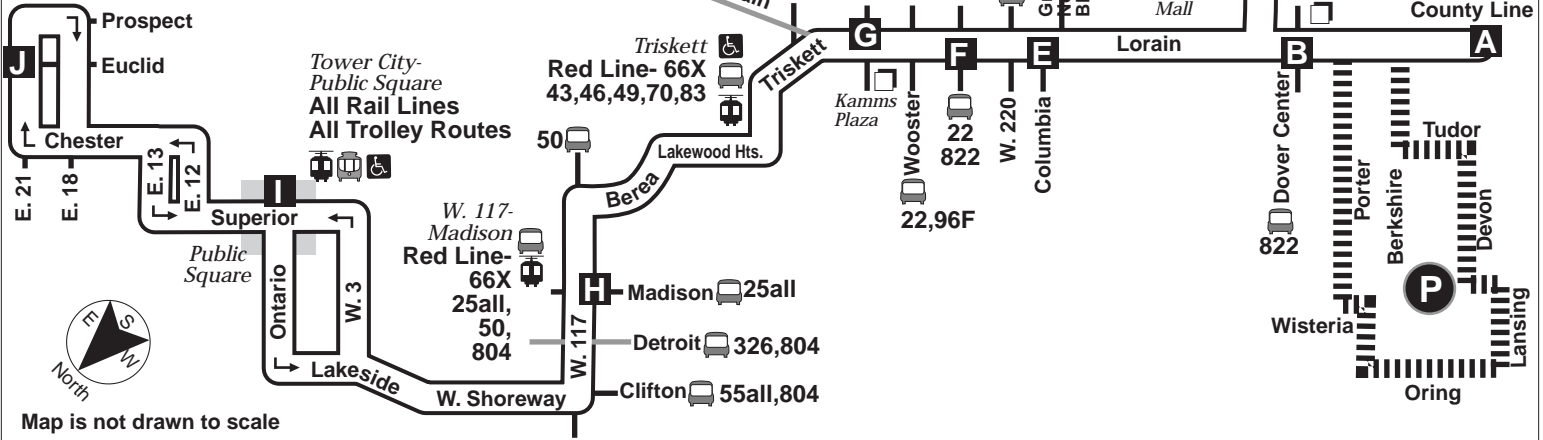 Prospect
J
Euclid
Chester
E. 21
E. 18
E. 13
E. 12
Tower City-
Public Square
All Rail Lines
All Trolley Routes
I
Superior
Public
Square
Ontario
W. 3
Lakeside
W. Shoreway
E
S
W
North
Map is not drawn to scale
Triskett
Red Line- 66X
43,46,49,70,83
Triskett
50
Lakewood Hts.
Berea
W. 117-
Madison
Red Line-
66X
25all,
50,
804
H
Madison
25all
W. 117
Detroit
326,804
Clifton
55all,804
G
Kamms
Plaza
Wooster
22,96F
F
22
822
W. 220
E
Columbia
Mall
Lorain
County Line
B
A
Dover Center
822
Porter
Berkshire
Tudor
Devon
P
Wisteria
Lansing
Oring